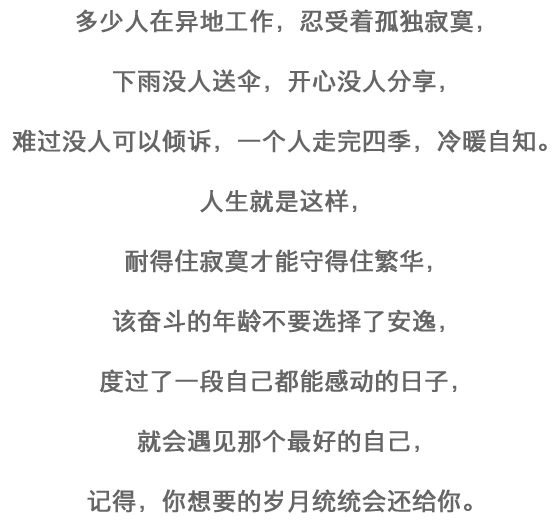 多少人在异地工作，忍受着孤独寂寞，
下雨没人送伞，开心没人分享，
难过没人可以倾诉，一个人走完四季，冷暖自知。
人生就是这样，
耐得住寂寞才能守得住繁华，
该奋斗的年龄不要选择了安逸，
度过了一段自己都能感动的日子，
就会遇见那个最好的自己，
记得，你想要的岁月统统会还给你。